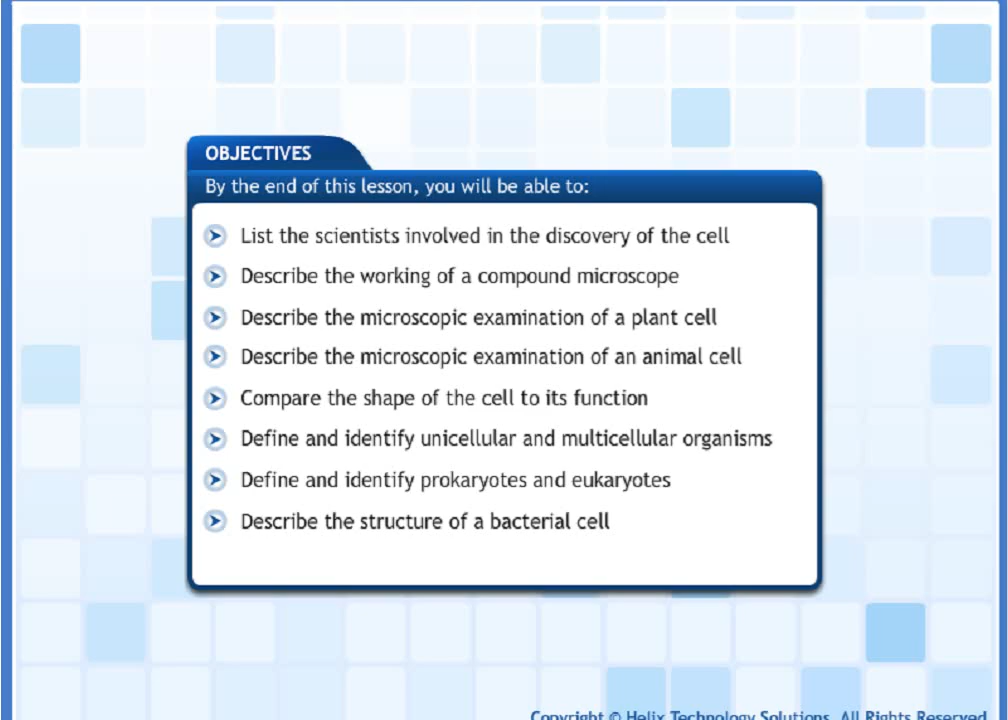 OBJECTIVES
By the end of this lesson, you will be able to:
List the scientists involved in the discovery of the cell
Describe the working of a compound microscope
Describe the microscopic examination of a plant cell
Describe the microscopic examination of an animal cell
Compare the shape of the cell to its function
Define and identify unicellular and multicellular organisms
Define and identify prokaryotes and eukaryotes
Describe the structure of a bacterial cell
Copyright © Helix Technology Solutions. All Rights Reserved